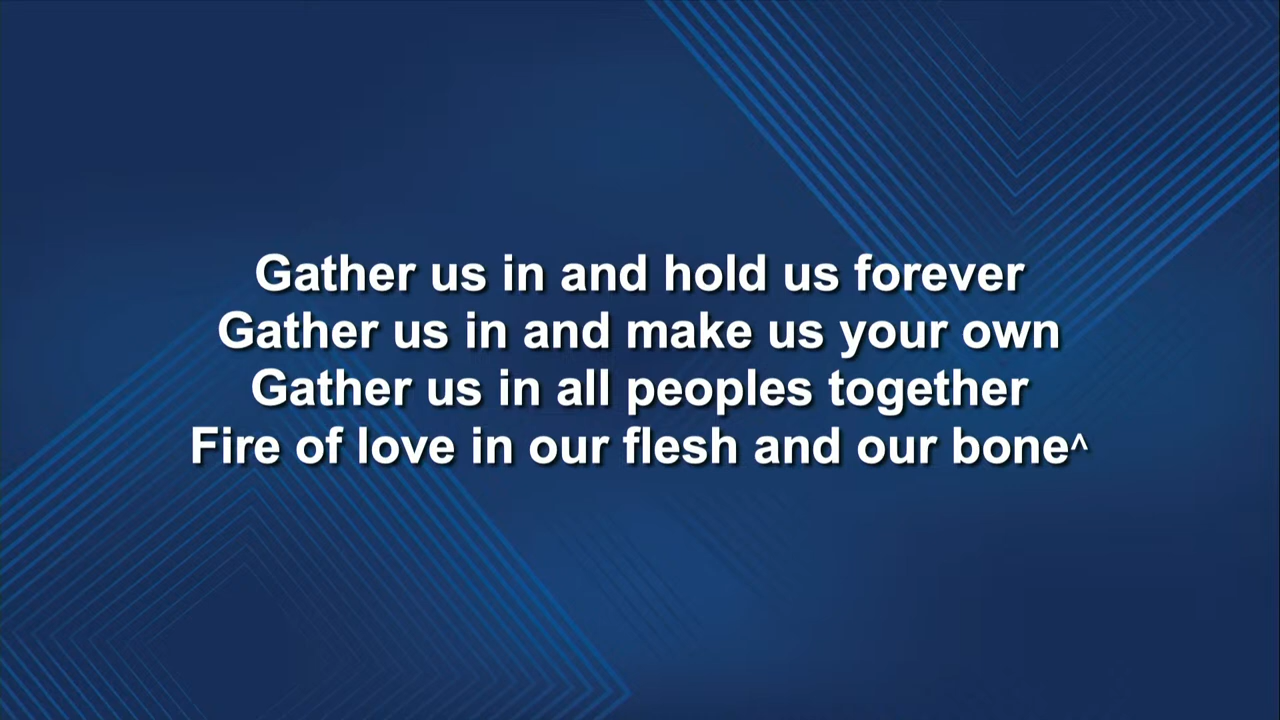 Gather us in and hold us forever
Gather us in and make us your own
Gather us in all peoples together
Fire of love in our flesh and our bone^